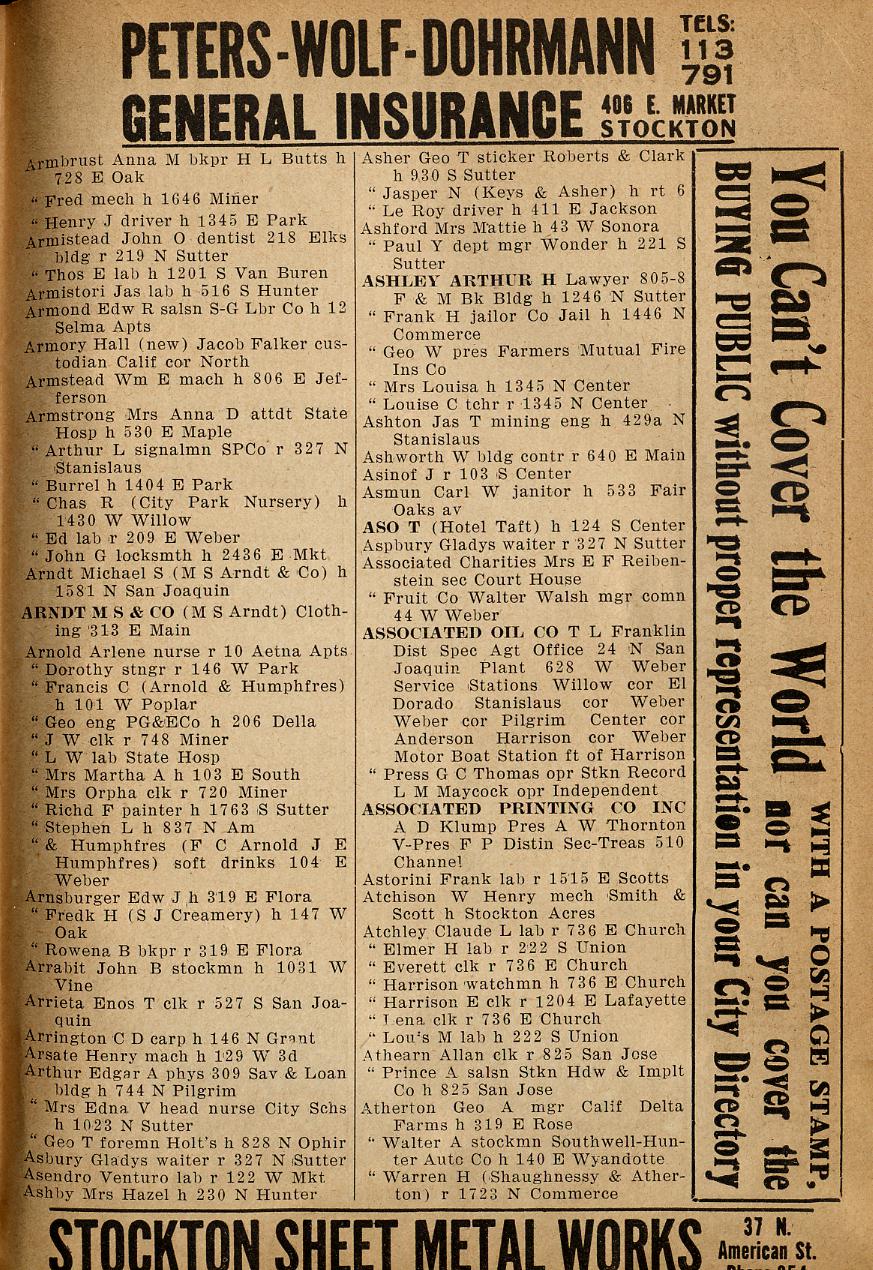 PETERS-WOLF-DOHRMANN
GENERAL INSURANCE
TELS:
113
791
406 E. MARKET
STOCKTON
Armbrust Anna M bkpr H L Butts h
728 E Oak
“ Fred mech h 1646 Miner
“ Henry J driver h 1345 E Park
Armistead John O dentist 218 Elks
bldg r 219 N Sutter
“ Thos E lab h 1201 S Van Buren
Armistori Jas lab h 516 S Hunter
Armond Edw R salsn S-G Lbr Co h 12
Selma Apts
Armory Hall (new) Jacob Falker cus-
todian Calif cor North
Armstead Wm E mach h 806 E Jef-
ferson
Armstrong Mrs Anna D attdt State
Hosp h 530 E Maple
“ Arthur L signalmn SPCo r 327 N
Stanislaus
“ Burrel h 1404 E Park
“ Chas R (City Park Nursery) h
1430 W Willow
“ Ed lab r 209 E Weber
“ John G locksmth h 2436 E Mkt
Arndt Michael S (M S Arndt & Co) h
1581 N San Joaquin
ARNDT M S & CO (M S Arndt) Cloth-
ing 313 E Main
Arnold Arlene nurse r 10 Aetna Apts
“ Dorothy stngr r 146 W Park
“ Francis C (Arnold & Humphfres)
h 101 W Poplar
“ Geo eng PG&ECo h 206 Della
“ J W clk r 748 Miner
“ L W lab State Hosp
“ Mrs Martha A h 103 E South
“ Mrs Orpha clk r 720 Miner
“ Richd F painter h 1763 S Sutter
“ Stephen L h 837 N Am
“ & Humphfres (F C Arnold J E
Humphfres) soft drinks 104 E
Weber
Arnsburger Edw J h 319 E Flora
“ Fredk H (S J Creamery) h 147 W
Oak
“ Rowena B bkpr r 319 E Flora
Arrabit John B stockmn h 1031 W
Vine
Arrieta Enos T clk r 527 S San Joa-
quin
Arrington C D carp h 146 N Grant
Arsate Henry mach h 129 W 3d
Arthur Edgar A phys 309 Sav & Loan
bldg h 744 N Pilgrim
“ Mrs Edna V head nurse City Schs
h 1023 N Sutter
“ Geo T foremn Holt's h 828 N Ophir
Asbury Gladys waiter r 327 N Sutter
Asendro Venturo lab r 122 W Mkt
Ashby Mrs Hazel h 230 N Hunter
Asher Geo T sticker Roberts & Clark
h 930 S Sutter
“ Jasper N (Keys & Asher) h rt 6
“ Le Roy driver h 411 E Jackson
Ashford Mrs Mattie h 43 W Sonora
“ Paul Y dept mgr Wonder h 221 S
Sutter
ASHLEY ARTHUR H Lawyer 805-8
F & M Bk Bldg h 1246 N Sutter
“ Frank H jailor Co Jail h 1446 N
Commerce
“ Geo W pres Farmers Mutual Fire
Ins Co
“ Mrs Louisa h 1345 N Center
“ Louise C tchr r 1345 N Center
Ashton Jas T mining eng h 429a N
Stanislaus
Ashworth W bldg contr r 640 E Main
Asinof J r 103 S Center
Asmun Carl W janitor h 533 Fair
Oaks av
ASO T (Hotel Taft) h 124 S Center
Aspbury Gladys waiter r 327 N Sutter
Associated Charities Mrs E F Reiben-
stein sec Court House
“ Fruit Co Walter Walsh mgr comn
44 W Weber
ASSOCIATED OIL CO T L Franklin
Dist Spec Agt Office 24 N San
Joaquin Plant 628 W Weber
Service Stations Willow cor El
Dorado Stanislaus cor Weber
Weber cor Pilgrim Center cor
Anderson Harrison cor Weber
Motor Boat Station ft of Harrison
“ Press G C Thomas opr Stkn Record
L M Maycock opr Independent
ASSOCIATED PRINTING CO INC
A D Klump Pres A W Thornton
V-Pres F P Distin Sec-Treas 510
Channel
Astorini Frank lab r 1515 E Scotts
Atchison W Henry mech Smith &
Scott h Stockton Acres
Atchley Claude L lab r 736 E Church
“ Elmer H lab r 222 S Union
“ Everett clk r 736 E Church
“ Harrison watchmn h 736 E Church
“ Harrison E clk r 1204 E Lafayette
“ Lena clk r 736 E Church
“ Louis M lab h 222 S Union
Athearn Allan clk r 825 San Jose
“ Prince A salsn Stkn Hdw & Implt
Co h 825 San Jose
Atherton Geo A mgr Calif Delta
Farms h 319 E Rose
“ Walter A stockmn Southwell-Hun-
ter Auto Co h 140 E Wyandotte
“ Warren H (Shaughnessy & Ather-
ton) r 1723 N Commerce
You Can't Cover the World WITH A POSTAGE STAMP,
nor can you cover the
BUYING PUBLIC without proper representation in your City Directory
STOCKTON SHEET METAL WORKS
37 N.
American St.